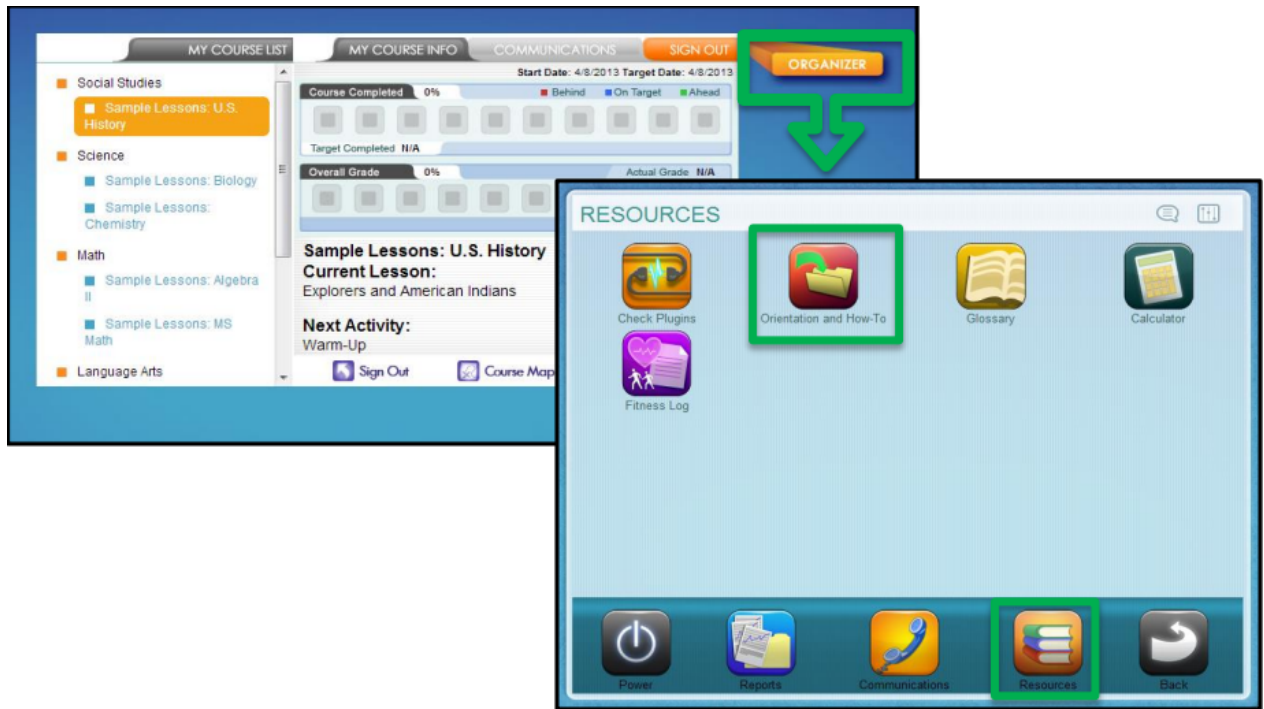 MY COURSE LIST
MY COURSE INFO
COMMUNICATIONS
SIGN OUT
ORGANIZER
Social Studies
Sample Lessons: U.S.
History
Science
Sample Lessons: Biology
Sample Lessons:
Chemistry
Math
Sample Lessons: Algebra
II
Sample Lessons: MS
Math
Language Arts
Start Date: 4/8/2013 Target Date: 4/8/2013
Course Completed 0%
Behind On Target Ahead
Target Completed N/A
Overall Grade 0%
Actual Grade N/A
Sample Lessons: U.S. History
Current Lesson:
Explorers and American Indians
Next Activity:
Warm-Up
Sign Out
Course Map
RESOURCES
Check Plugins
Orientation and How-To
Glossary
Calculator
Fitness Log
Power
Reports
Communications
Resources
Back